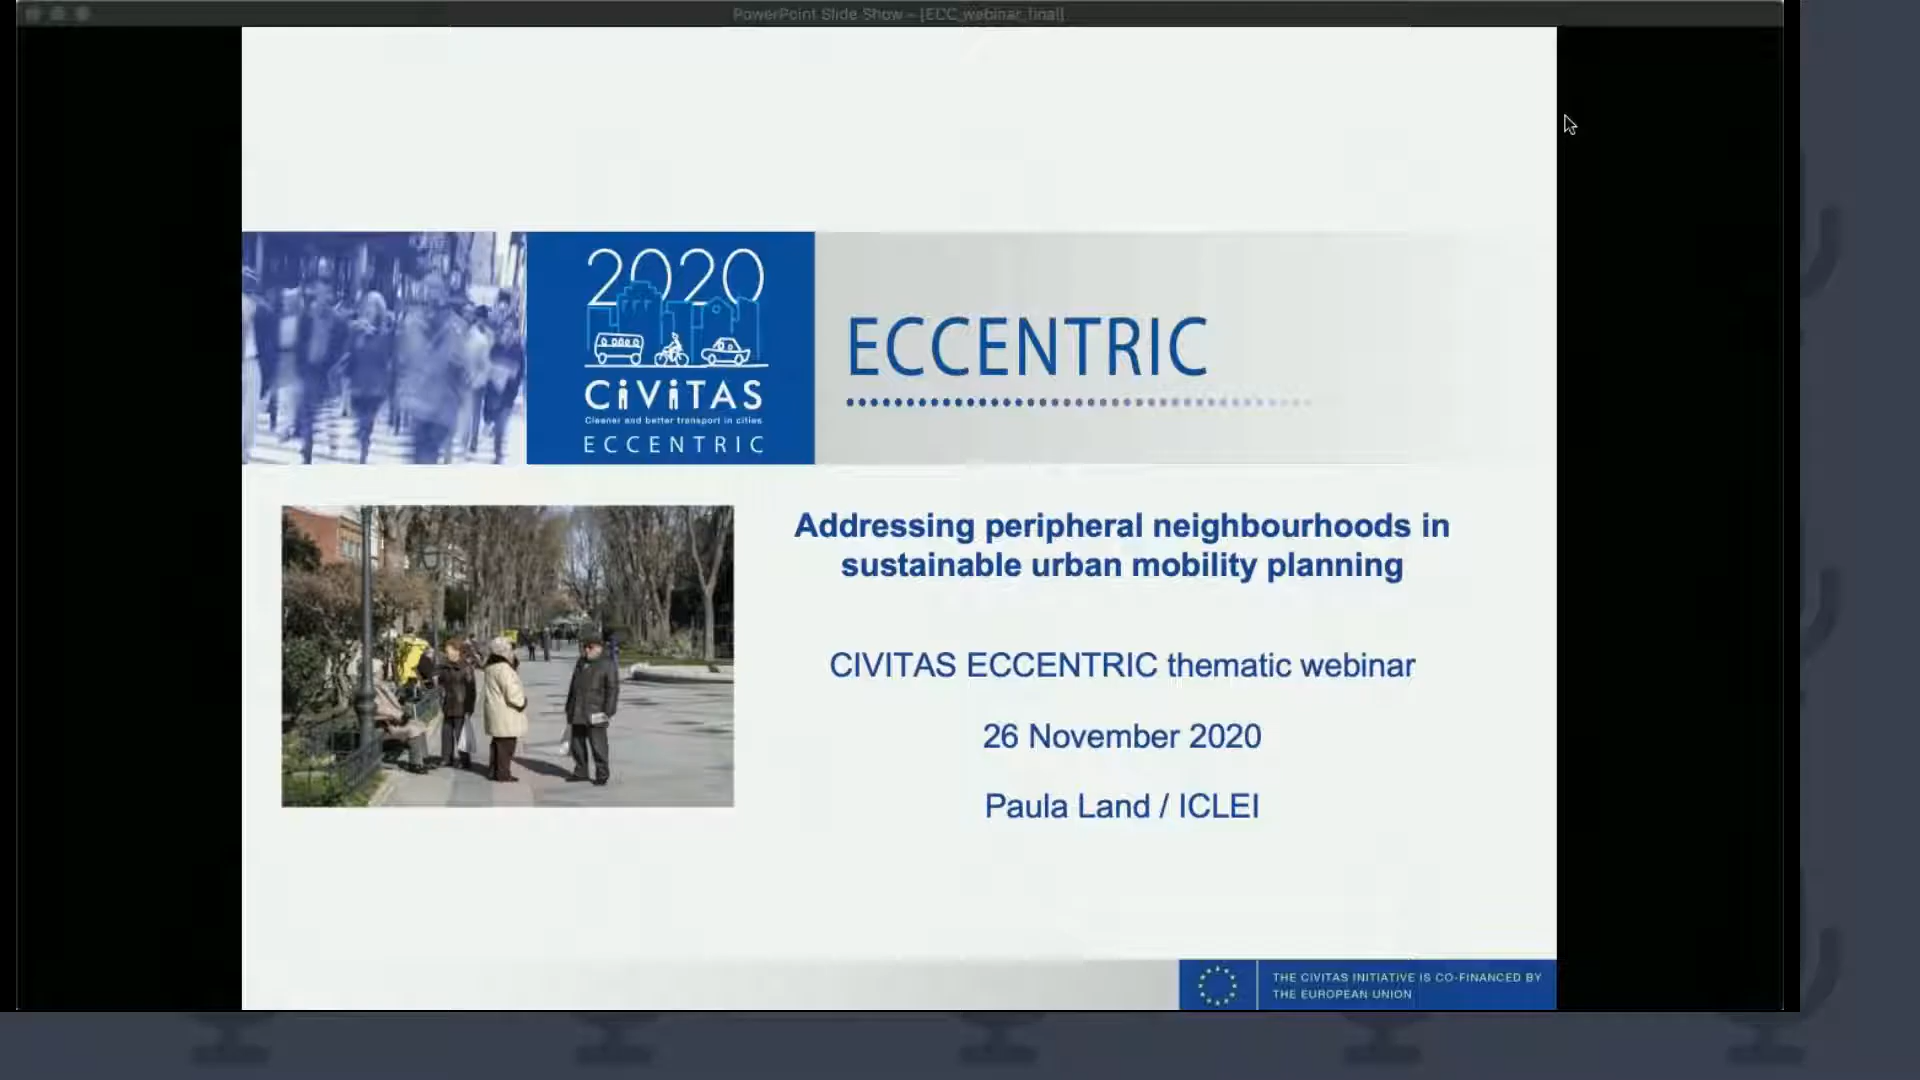 PowerPoint Slide Show - [ECC_webinar_final]
2020
CiViTAS
Cleaner and better transport in cities
ECCENTRIC
ECCENTRIC
Addressing peripheral neighbourhoods in
sustainable urban mobility planning
CIVITAS ECCENTRIC thematic webinar
26 November 2020
Paula Land / ICLEI
THE CIVITAS INITIATIVE IS CO-FINANCED BY
THE EUROPEAN UNION